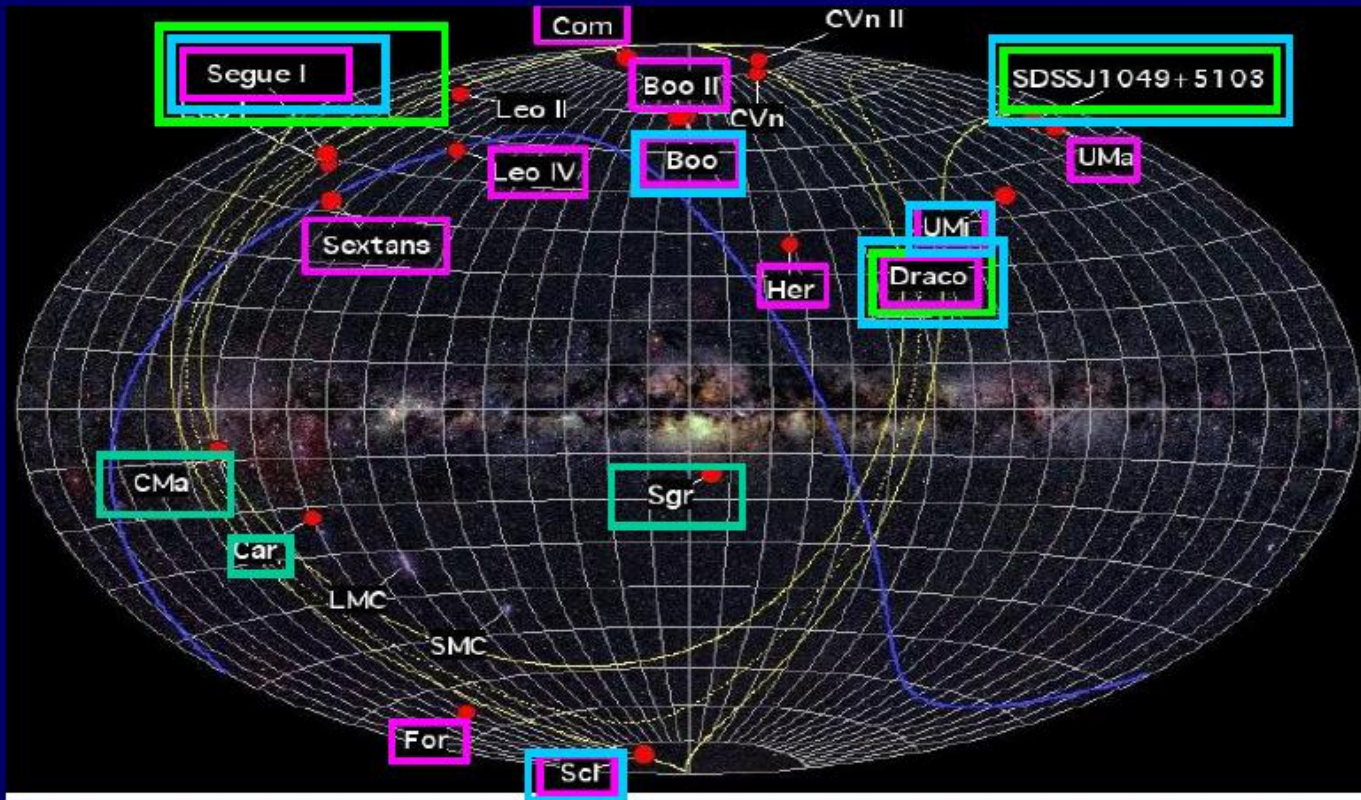 CVn II
Com
Segue I
SDSSJ1049+5103
Boo II
Leo II
CVn
Boo
UMa
Leo IV
UMi
Sextans
Draco
Her
CMa
Sgr
Car
LMC
SMC
For
Scl